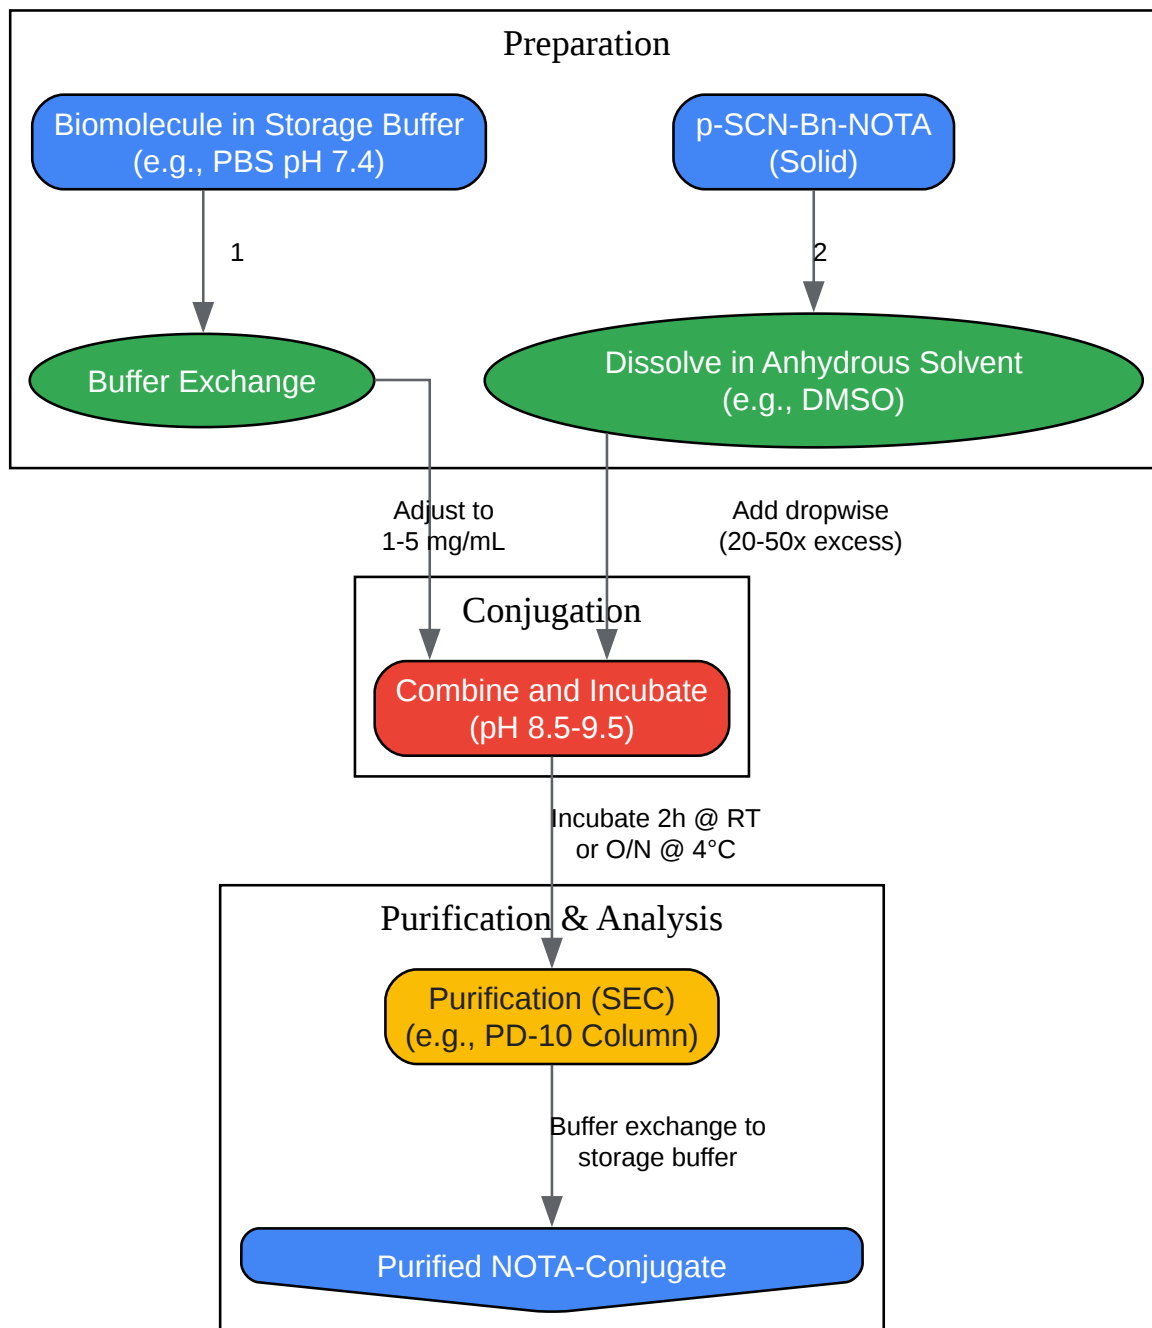 Preparation
Biomolecule in Storage Buffer
(e.g., PBS pH 7.4)
p-SCN-Bn-NOTA
(Solid)
1
2
Buffer Exchange
Dissolve in Anhydrous Solvent
(e.g., DMSO)
Adjust to
1-5 mg/mL
Add dropwise
(20-50x excess)
Conjugation
Combine and Incubate
(pH 8.5-9.5)
Incubate 2h @ RT
or O/N @ 4°C
Purification & Analysis
Purification (SEC)
(e.g., PD-10 Column)
Buffer exchange to
storage buffer
Purified NOTA-Conjugate